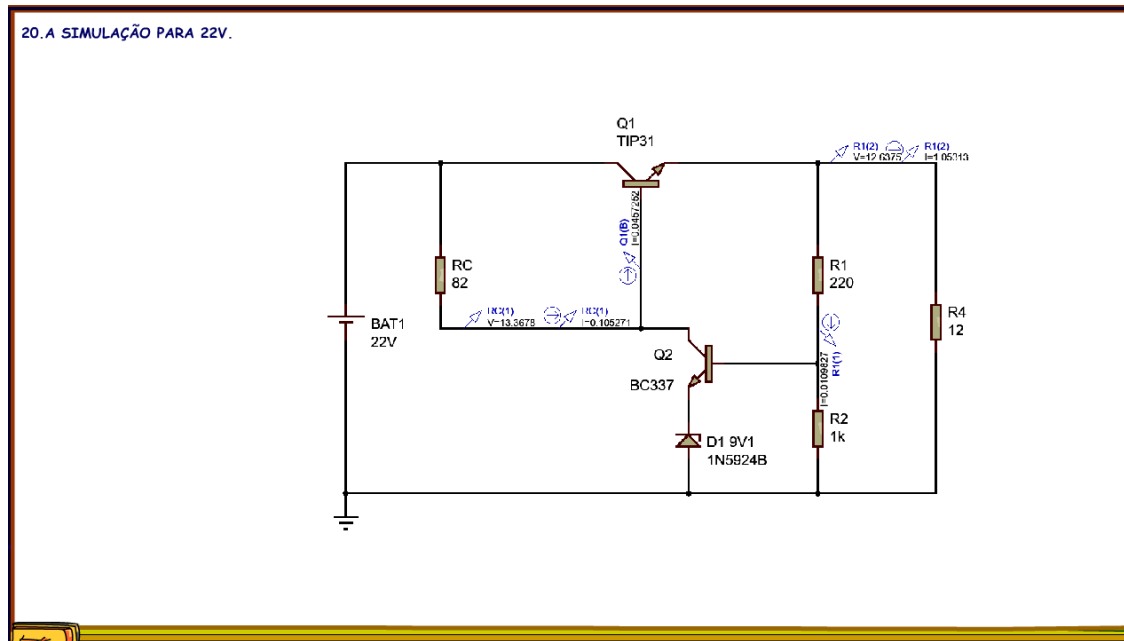 20.A SIMULAÇÃO PARA 22V.
Q1
TIP31
R1(2)
V=12.6375
R1(2)
I=1.05313
Q1(B)
I=0.0457252
RC
82
R1
220
RC(1)
V=13.3678
RC(1)
I=0.105271
BAT1
22V
R4
12
Q2
BC337
R1(1)
I=0.0109827
R2
1k
D1 9V1
1N5924B